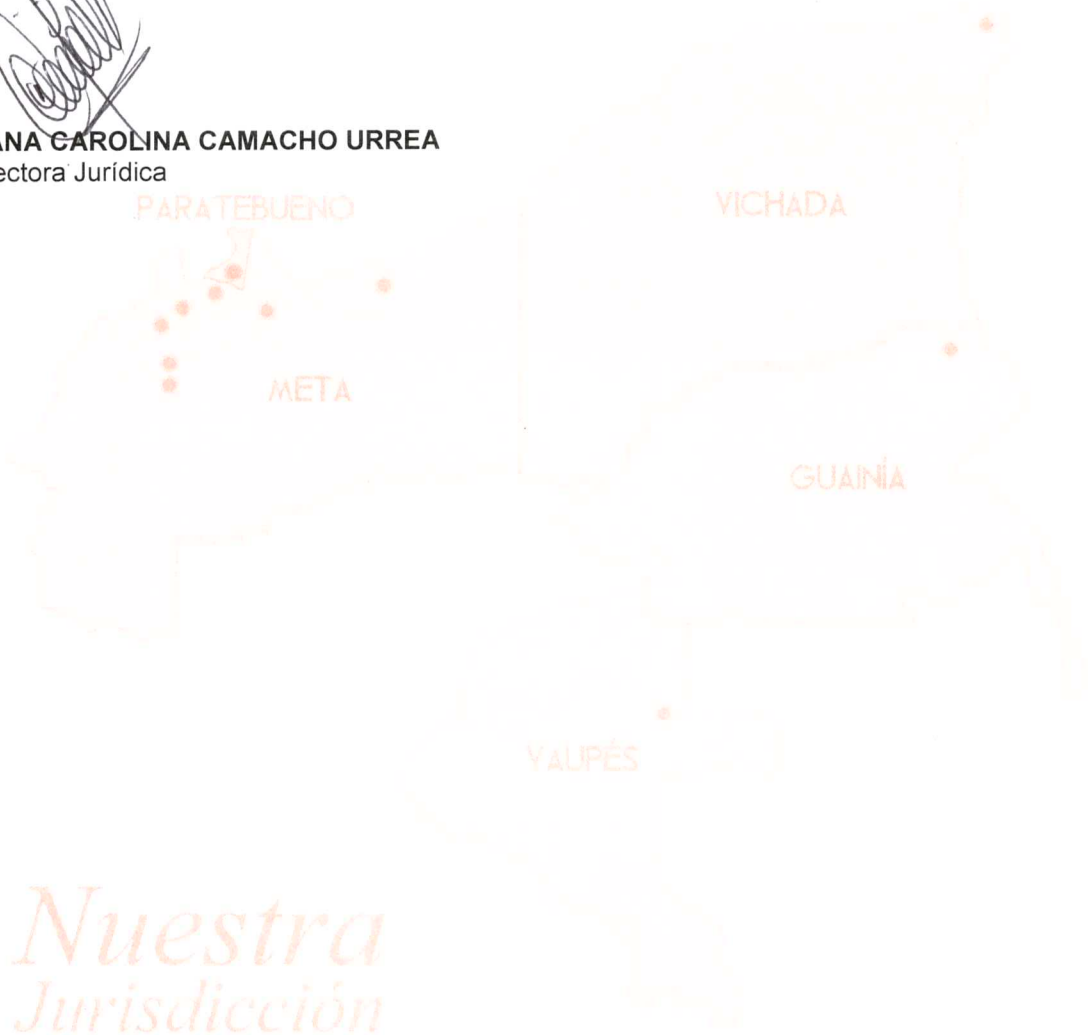 ANA CAROLINA CAMACHO URREA
ectora Jurídica
PARATEBUENO
VICHADA
META
GUAINÍA
VAUPÉS
Nuestra
Jurisdicción